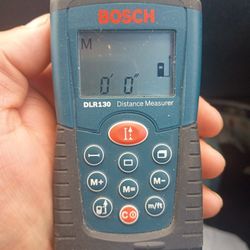 BOSCH
M
0' 0"
DLR130 Distance Measurer
M+ M= M-
C m/ft